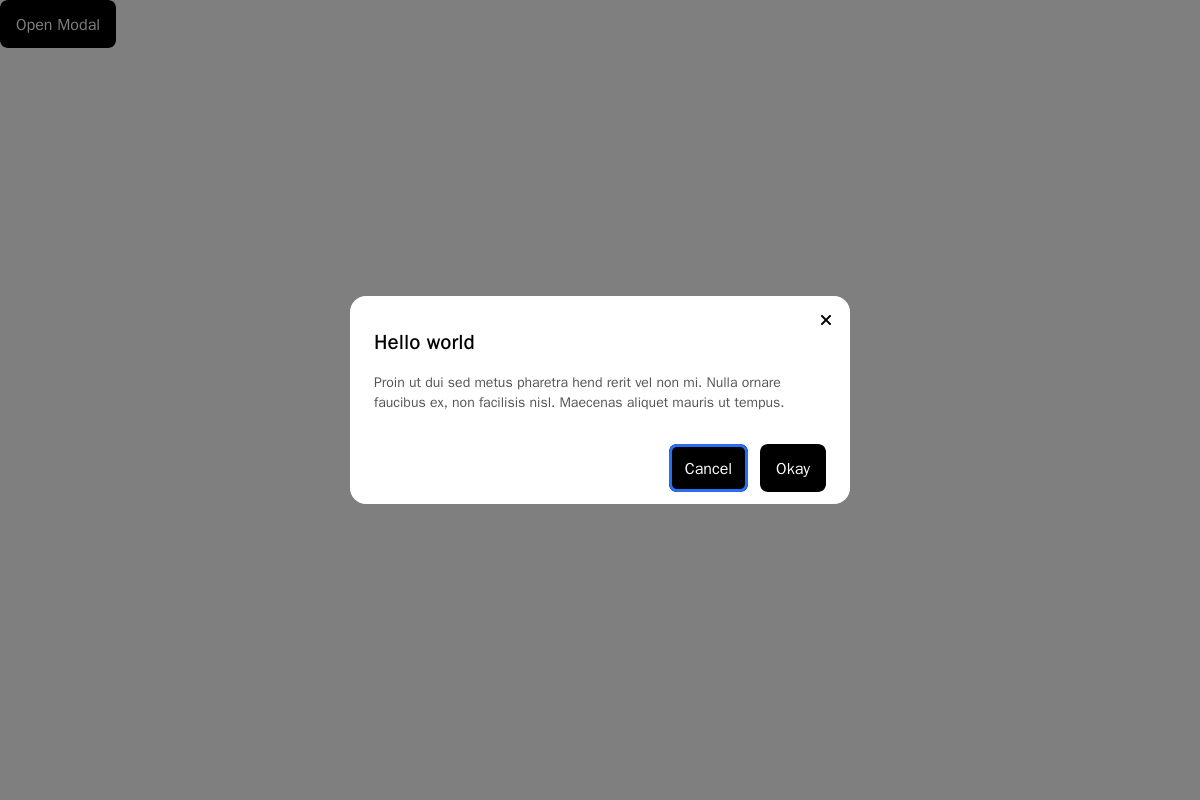 Open Modal
Hello world
Proin ut dui sed metus pharetra hend rerit vel non mi. Nulla ornare
faucibus ex, non facilisis nisl. Maecenas aliquet mauris ut tempus.
Cancel
Okay